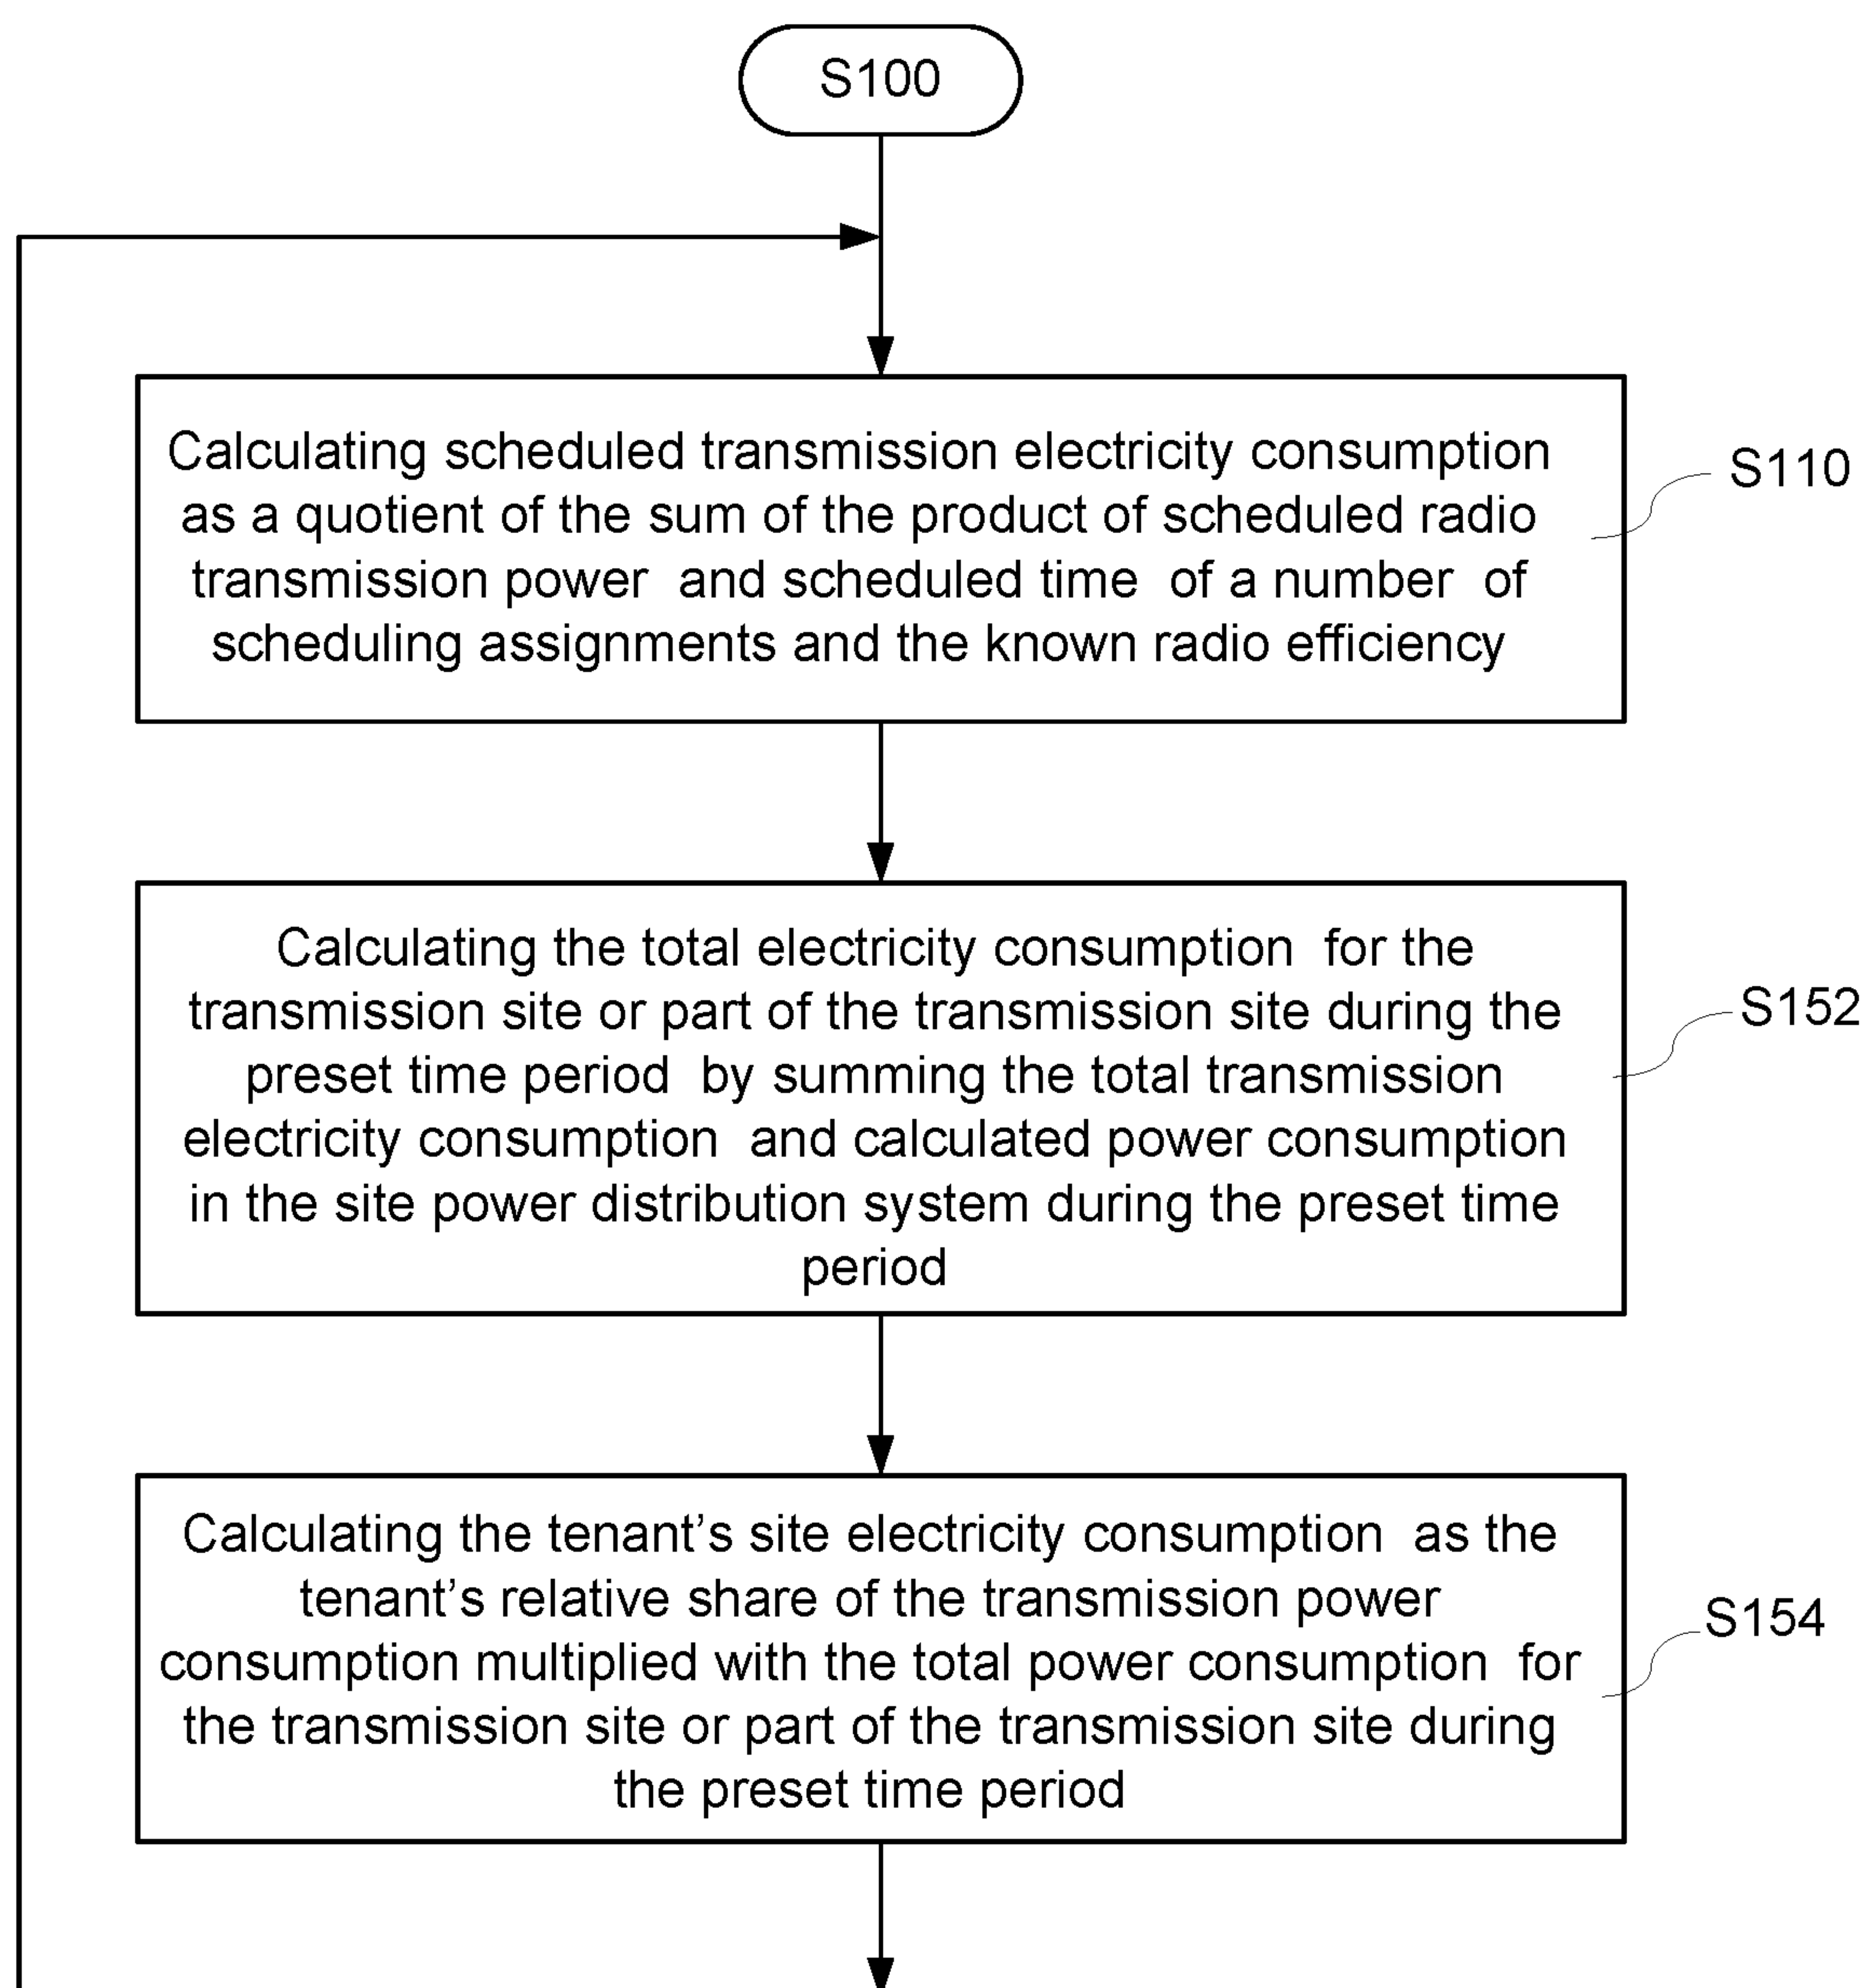 S100
Calculating scheduled transmission electricity consumption
as a quotient of the sum of the product of scheduled radio
transmission power and scheduled time of a number of
scheduling assignments and the known radio efficiency
S110
Calculating the total electricity consumption for the
transmission site or part of the transmission site during the
preset time period by summing the total transmission
electricity consumption and calculated power consumption
in the site power distribution system during the preset time
period
S152
Calculating the tenant’s site electricity consumption as the
tenant’s relative share of the transmission power
consumption multiplied with the total power consumption for
the transmission site or part of the transmission site during
the preset time period
S154